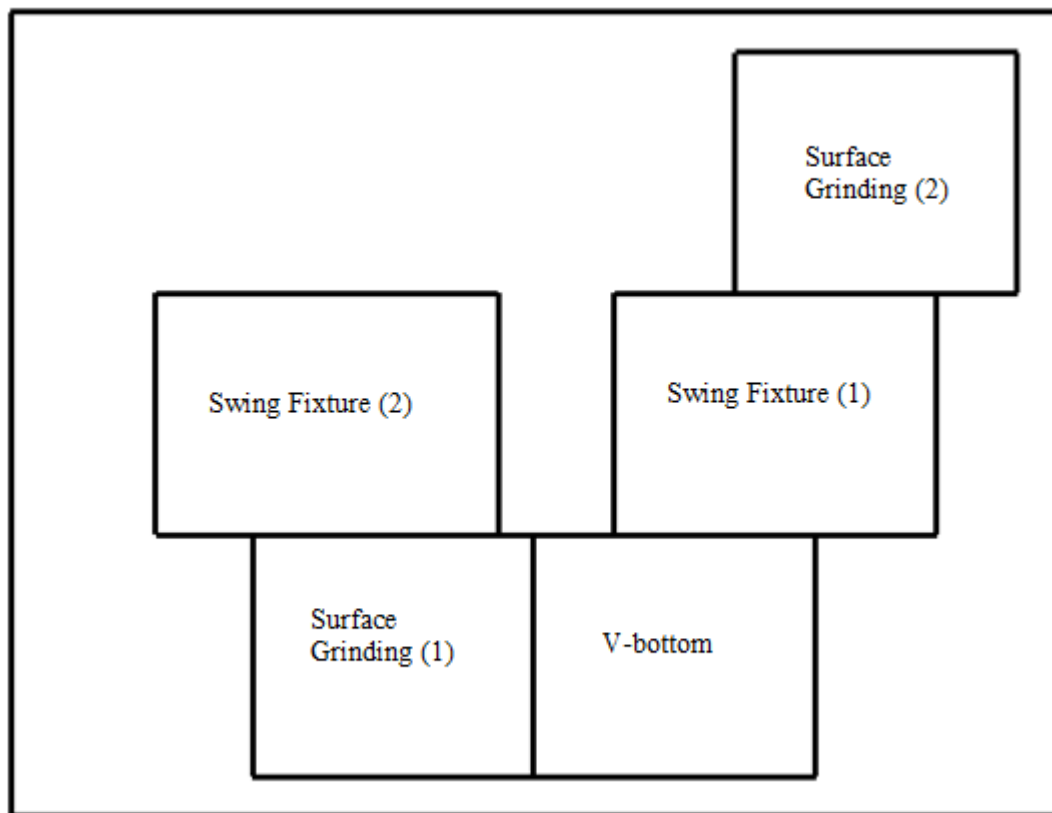 Surface
Grinding (2)
Swing Fixture (2)
Swing Fixture (1)
Surface
Grinding (1)
V-bottom